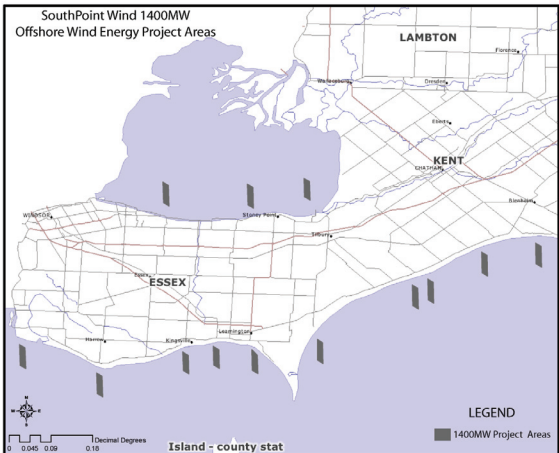 SouthPoint Wind 1400MW
Offshore Wind Energy Project Areas
LAMBTON
Florence
Wallaceburg
Dresden
Eberts
KENT
CHATHAM
Blenheim
WINDSOR
Stoney Point
Tilbury
Essex
ESSEX
Leamington
Harrow
Kingsville
N
W
E
S
0 0.045 0.09 0.18
Decimal Degrees
Island - county stat
LEGEND
1400MW Project Areas